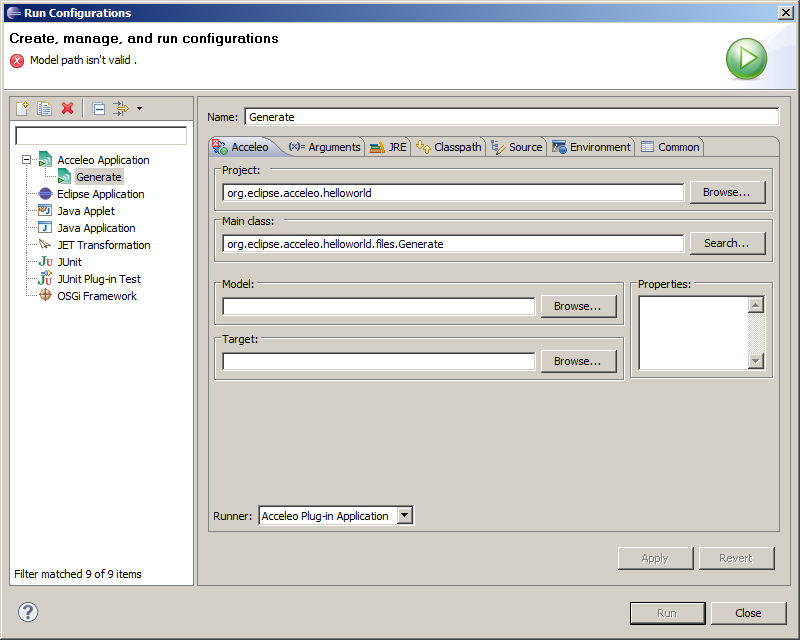 Run Configurations
Create, manage, and run configurations
Model path isn't valid .
Name: Generate
Acceleo (x)= Arguments JRE Classpath Source Environment Common
Acceleo Application
Generate
Eclipse Application
Java Applet
Java Application
JET Transformation
JUnit
JUnit Plug-in Test
OSGi Framework
Filter matched 9 of 9 items
Project:
org.eclipse.acceleo.helloworld Browse...
Main class:
org.eclipse.acceleo.helloworld.files.Generate Search...
Model:
Browse...
Target:
Browse...
Properties:
Runner: Acceleo Plug-in Application
Apply Revert
Run Close